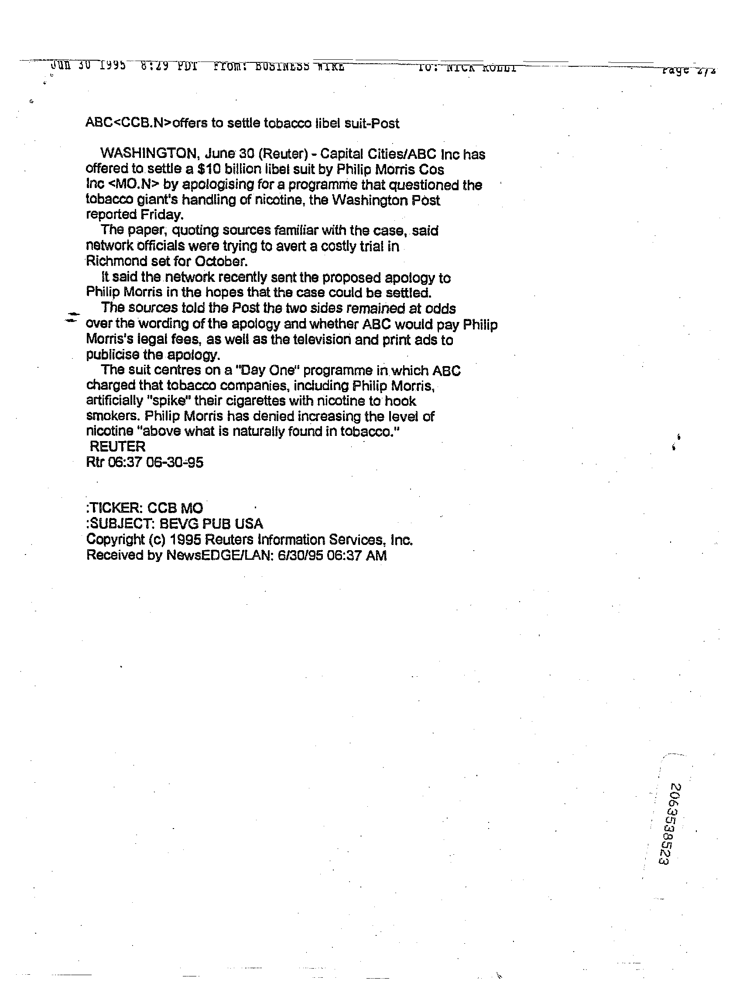 Jun 30 1995 8:29 PDT From: BUSINESS WIRE TO: NICK ROLLI Page 2/2
ABC<CCB.N>offers to settle tobacco libel suit-Post
WASHINGTON, June 30 (Reuter) - Capital Cities/ABC Inc has
offered to settle a $10 billion libel suit by Philip Morris Cos
Inc <MO.N> by apologising for a programme that questioned the
tobacco giant's handling of nicotine, the Washington Post
reported Friday.
The paper, quoting sources familiar with the case, said
network officials were trying to avert a costly trial in
Richmond set for October.
It said the network recently sent the proposed apology to
Philip Morris in the hopes that the case could be settled.
The sources told the Post the two sides remained at odds
over the wording of the apology and whether ABC would pay Philip
Morris's legal fees, as well as the television and print ads to
publicise the apology.
The suit centres on a "Day One" programme in which ABC
charged that tobacco companies, including Philip Morris,
artificially "spike" their cigarettes with nicotine to hook
smokers. Philip Morris has denied increasing the level of
nicotine "above what is naturally found in tobacco."
REUTER
Rtr 06:37 06-30-95
:TICKER: CCB MO
:SUBJECT: BEVG PUB USA
Copyright (c) 1995 Reuters Information Services, Inc.
Received by NewsEDGE/LAN: 6/30/95 06:37 AM
2063538523